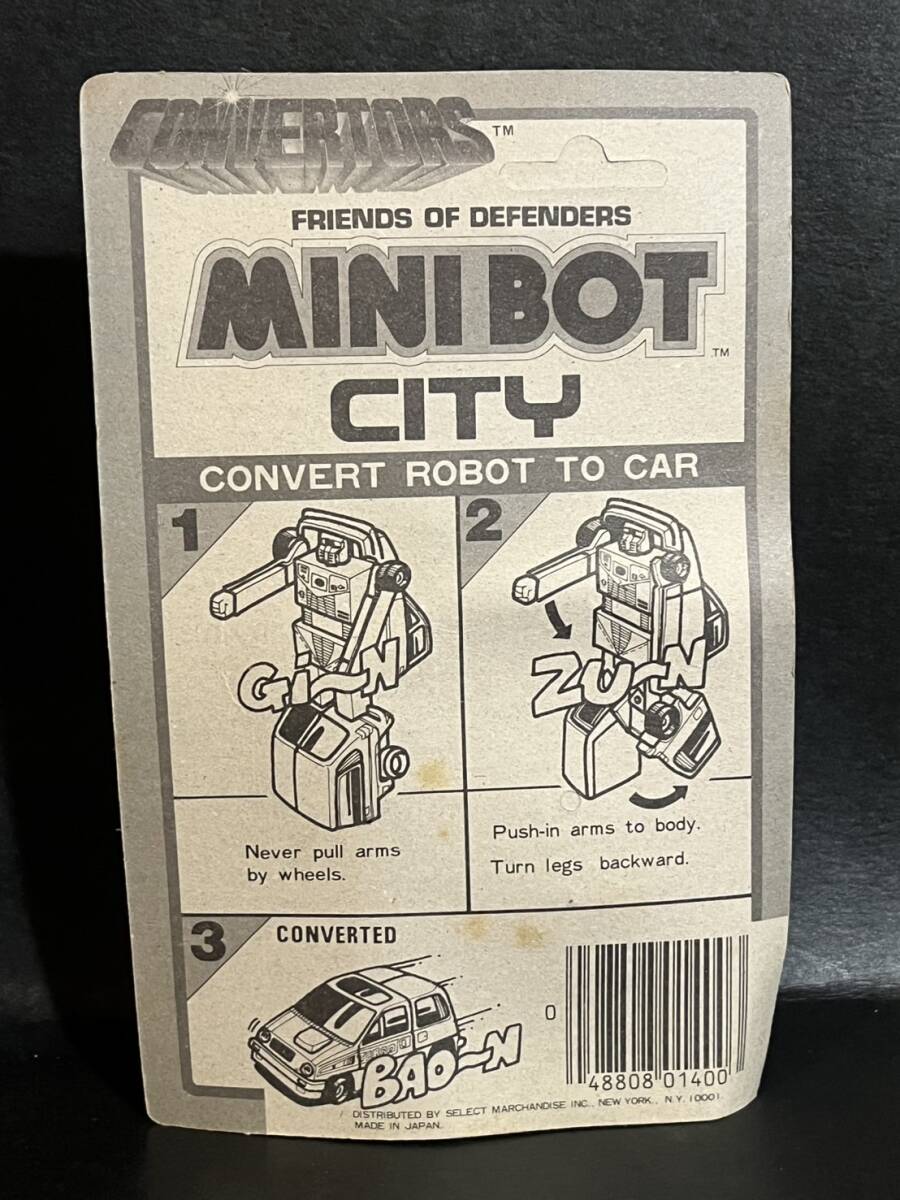 CONVERTORS™
FRIENDS OF DEFENDERS
MINI BOT™
CITY
CONVERT ROBOT TO CAR
1
Gi~N
Never pull arms
by wheels.
2
ZU~N
Push-in arms to body.
Turn legs backward.
3
CONVERTED
BAO~N
0
48808 01400
DISTRIBUTED BY SELECT MARCHANDISE INC., NEW YORK., N.Y. 10001.
MADE IN JAPAN.